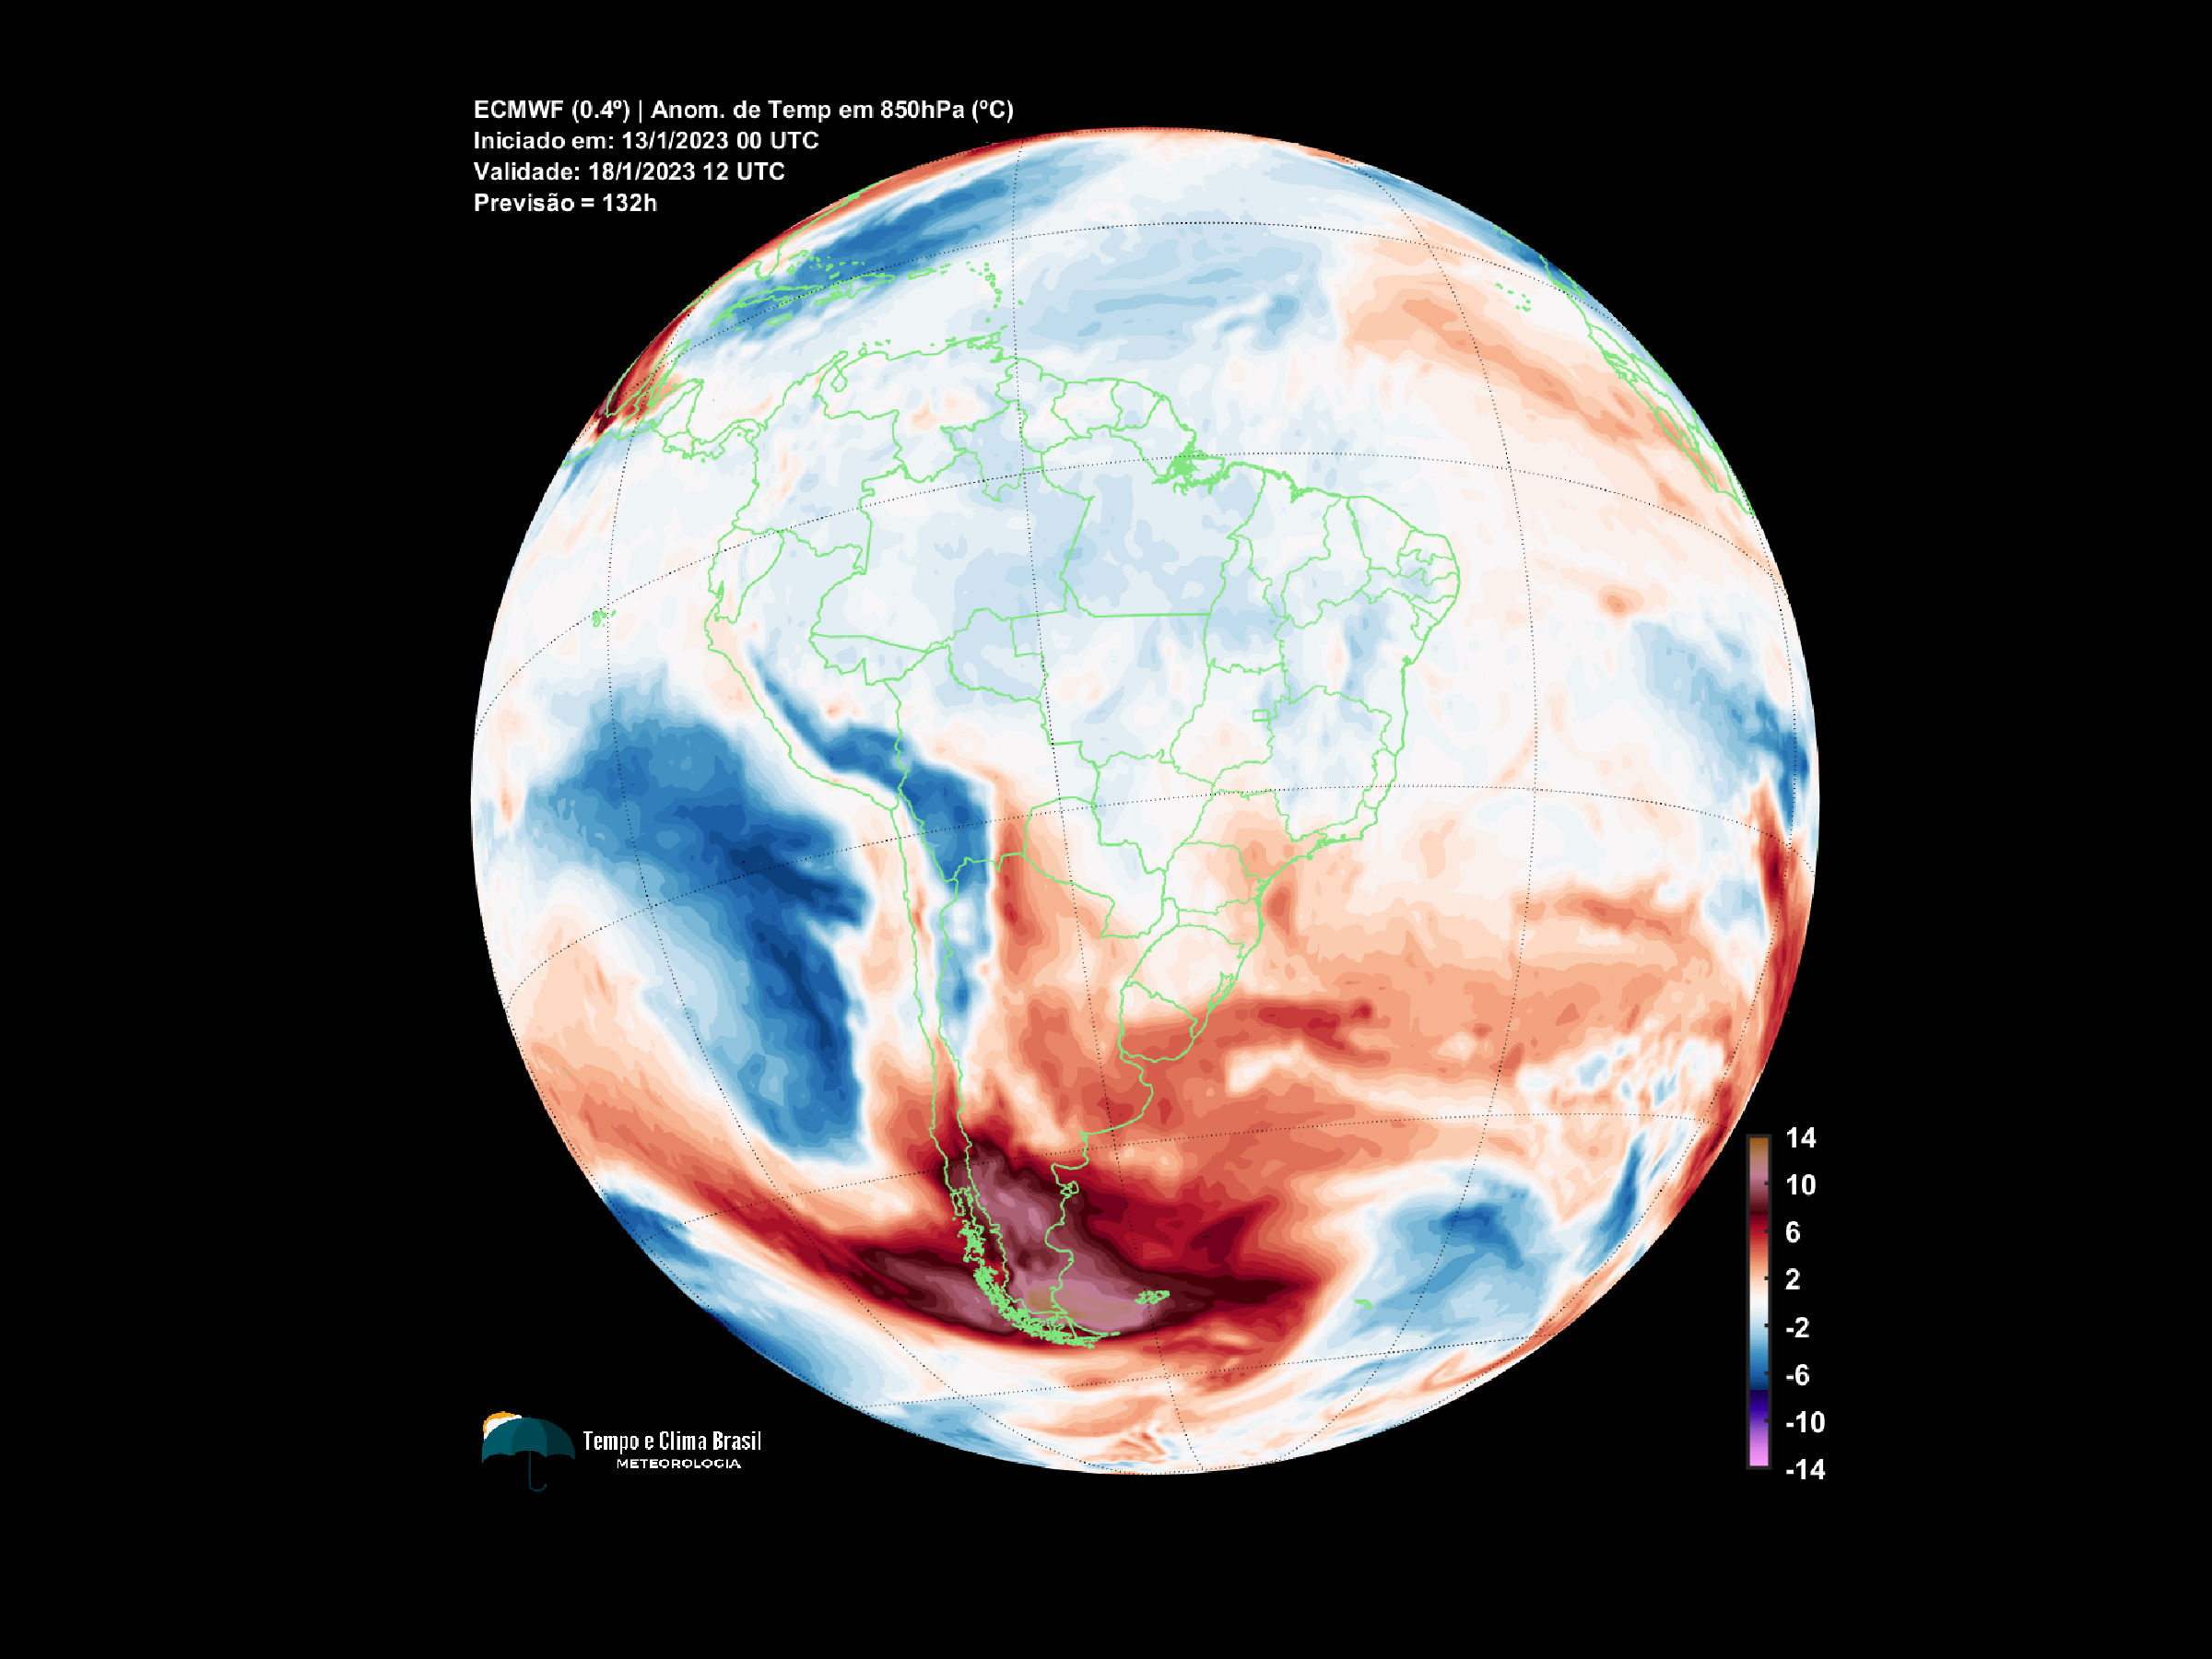 ECMWF (0.4º) | Anom. de Temp em 850hPa (ºC)
Iniciado em: 13/1/2023 00 UTC
Validade: 18/1/2023 12 UTC
Previsão = 132h
14
10
6
2
-2
-6
-10
-14
Tempo e Clima Brasil
METEOROLOGIA